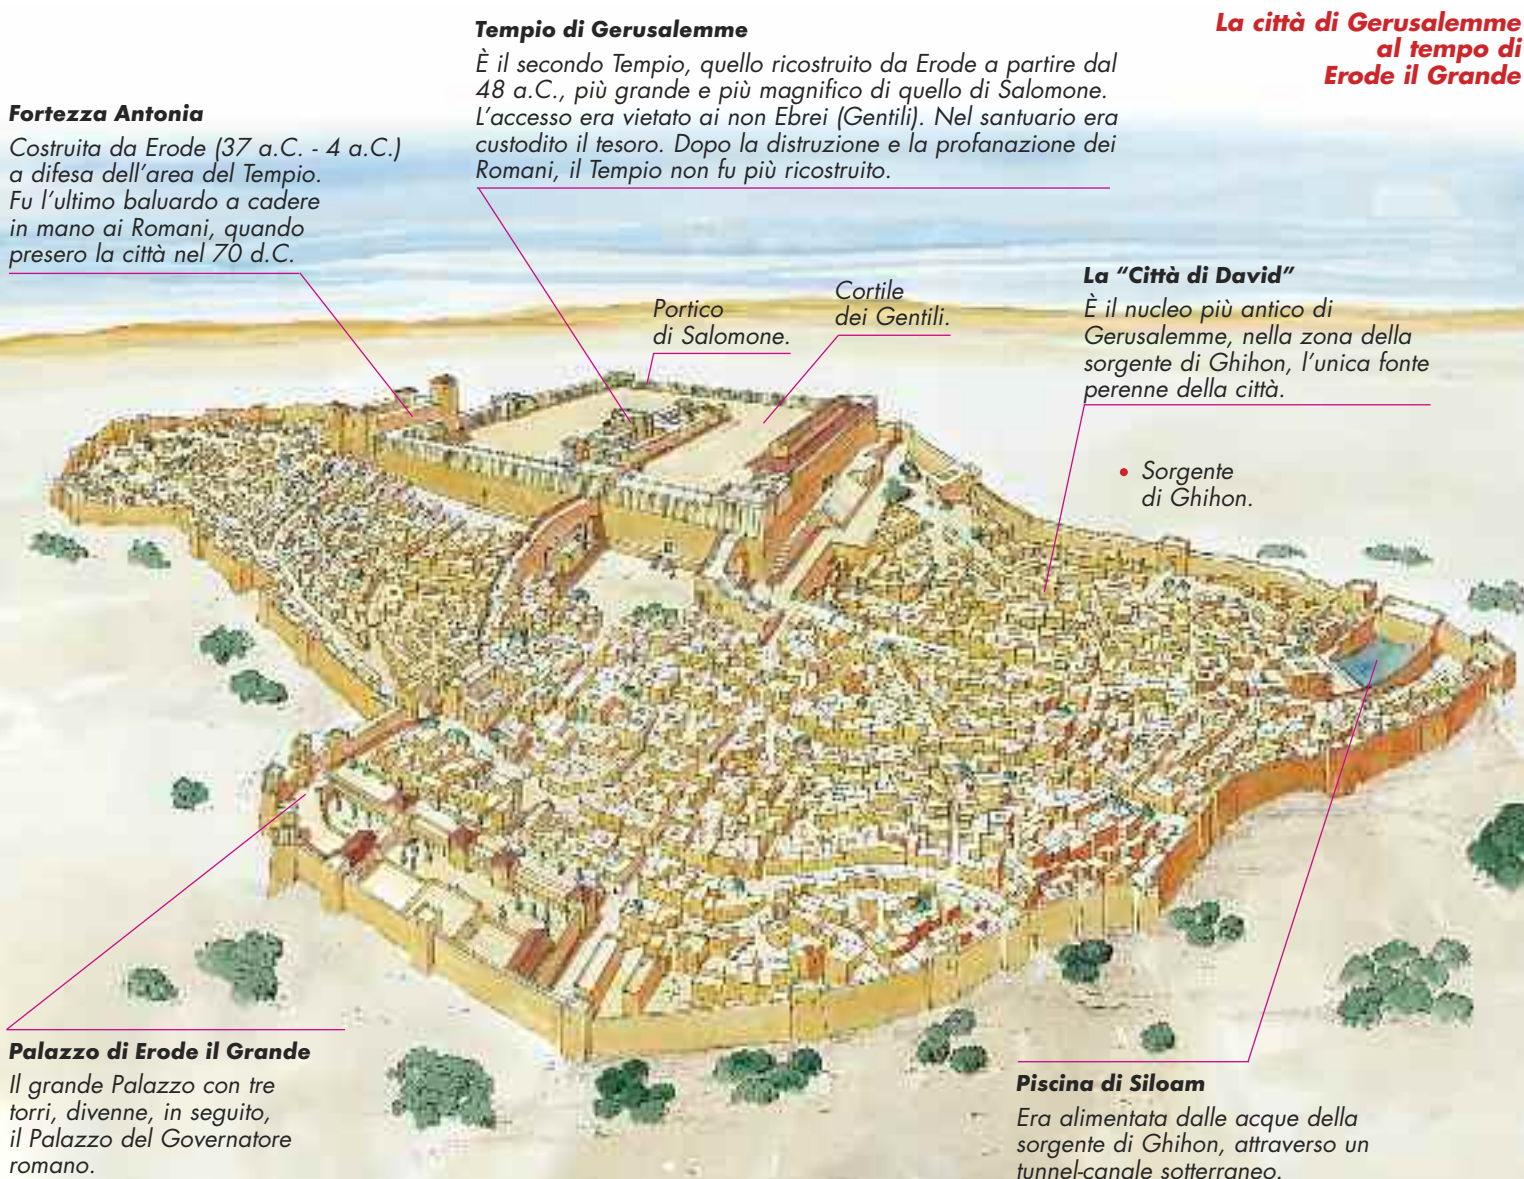 La città di Gerusalemme
al tempo di
Erode il Grande
Tempio di Gerusalemme
È il secondo Tempio, quello ricostruito da Erode a partire dal
48 a.C., più grande e più magnifico di quello di Salomone.
L'accesso era vietato ai non Ebrei (Gentili). Nel santuario era
custodito il tesoro. Dopo la distruzione e la profanazione dei
Romani, il Tempio non fu più ricostruito.
Fortezza Antonia
Costruita da Erode (37 a.C. - 4 a.C.)
a difesa dell'area del Tempio.
Fu l'ultimo baluardo a cadere
in mano ai Romani, quando
presero la città nel 70 d.C.
Portico
di Salomone.
Cortile
dei Gentili.
La “Città di David”
È il nucleo più antico di
Gerusalemme, nella zona della
sorgente di Ghihon, l'unica fonte
perenne della città.
• Sorgente
di Ghihon.
Palazzo di Erode il Grande
Il grande Palazzo con tre
torri, divenne, in seguito,
il Palazzo del Governatore
romano.
Piscina di Siloam
Era alimentata dalle acque della
sorgente di Ghihon, attraverso un
tunnel-canale sotterraneo.